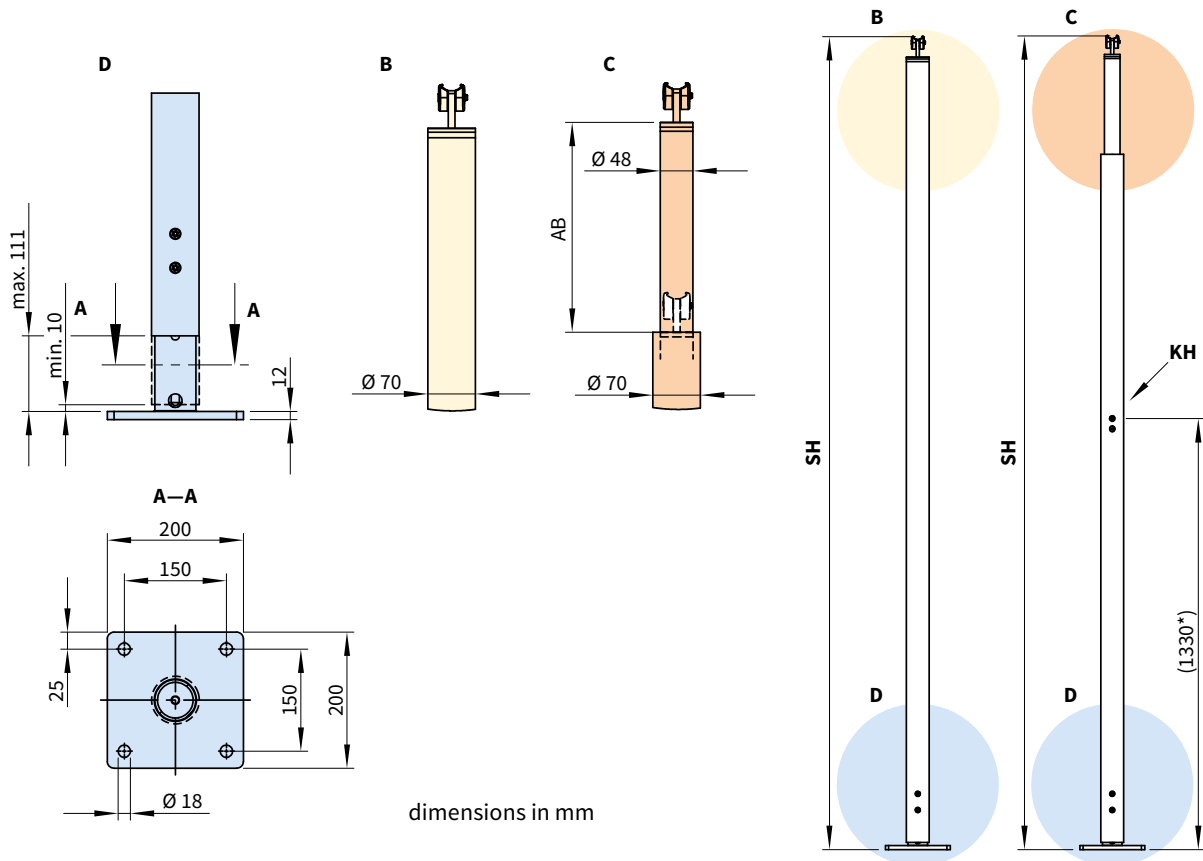 D
max. 111
min. 10
A
A
12
B
Ø 70
C
Ø 48
AB
Ø 70
A—A
200
150
25
150
200
Ø 18
dimensions in mm
B
SH
D
C
SH
KH
(1330*)
D